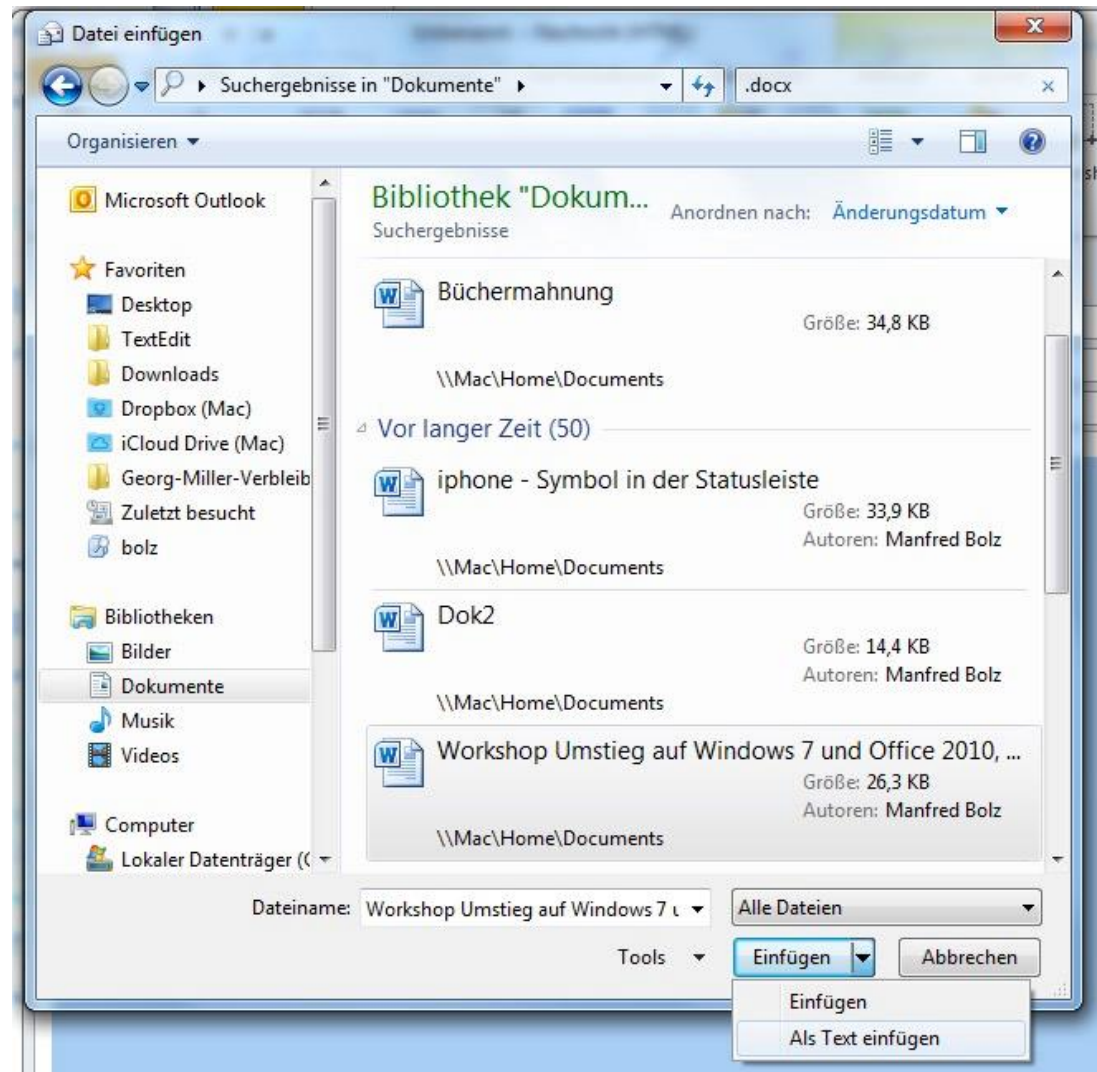 Datei einfügen
Suchergebnisse in "Dokumente"
.docx
Organisieren
Microsoft Outlook
Favoriten
Desktop
TextEdit
Downloads
Dropbox (Mac)
iCloud Drive (Mac)
Georg-Miller-Verbleib
Zuletzt besucht
bolz
Bibliotheken
Bilder
Dokumente
Musik
Videos
Computer
Lokaler Datenträger (
Bibliothek "Dokum...
Suchergebnisse
Anordnen nach: Änderungsdatum
Büchermahnung
Größe: 34,8 KB
\\Mac\Home\Documents
Vor langer Zeit (50)
iphone - Symbol in der Statusleiste
Größe: 33,9 KB
Autoren: Manfred Bolz
\\Mac\Home\Documents
Dok2
Größe: 14,4 KB
Autoren: Manfred Bolz
\\Mac\Home\Documents
Workshop Umstieg auf Windows 7 und Office 2010, ...
Größe: 26,3 KB
Autoren: Manfred Bolz
\\Mac\Home\Documents
Dateiname: Workshop Umstieg auf Windows 7
Alle Dateien
Tools
Einfügen
Abbrechen
Einfügen
Als Text einfügen